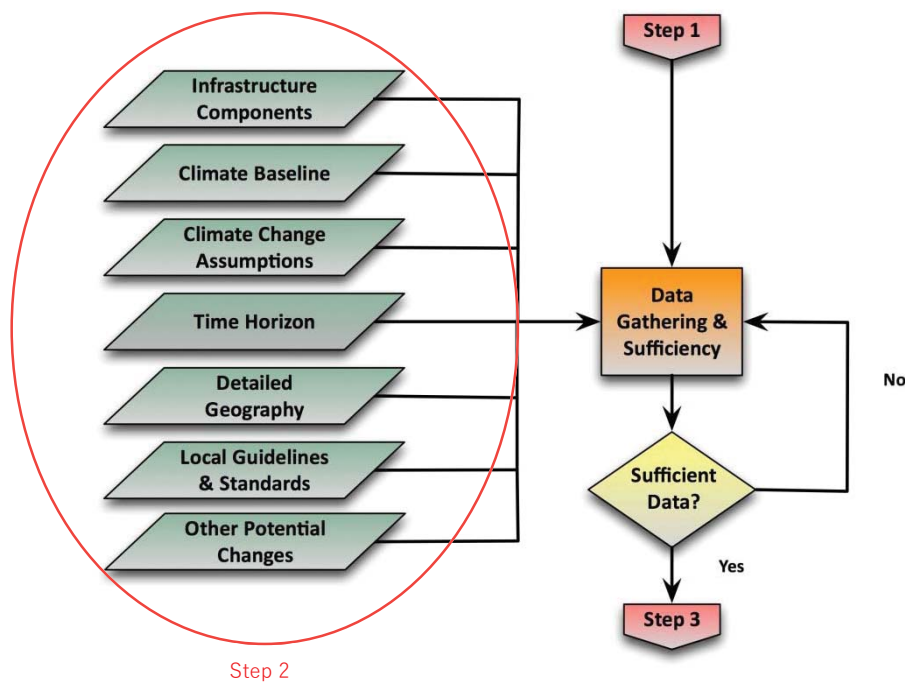 Step 1
Infrastructure
Components
Climate Baseline
Climate Change
Assumptions
Time Horizon
Detailed
Geography
Local Guidelines
& Standards
Other Potential
Changes
Data
Gathering &
Sufficiency
No
Sufficient
Data?
Yes
Step 3
Step 2